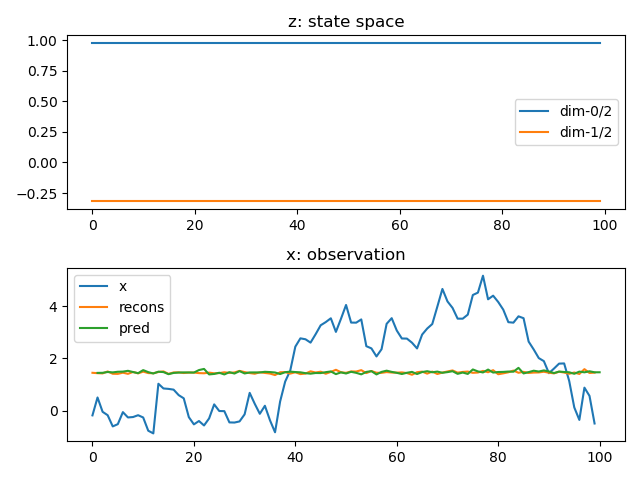 z: state space
1.00
0.75
0.50
0.25
0.00
−0.25
dim-0/2
dim-1/2
0 20 40 60 80 100
x: observation
x
recons
pred
4
2
0
0 20 40 60 80 100